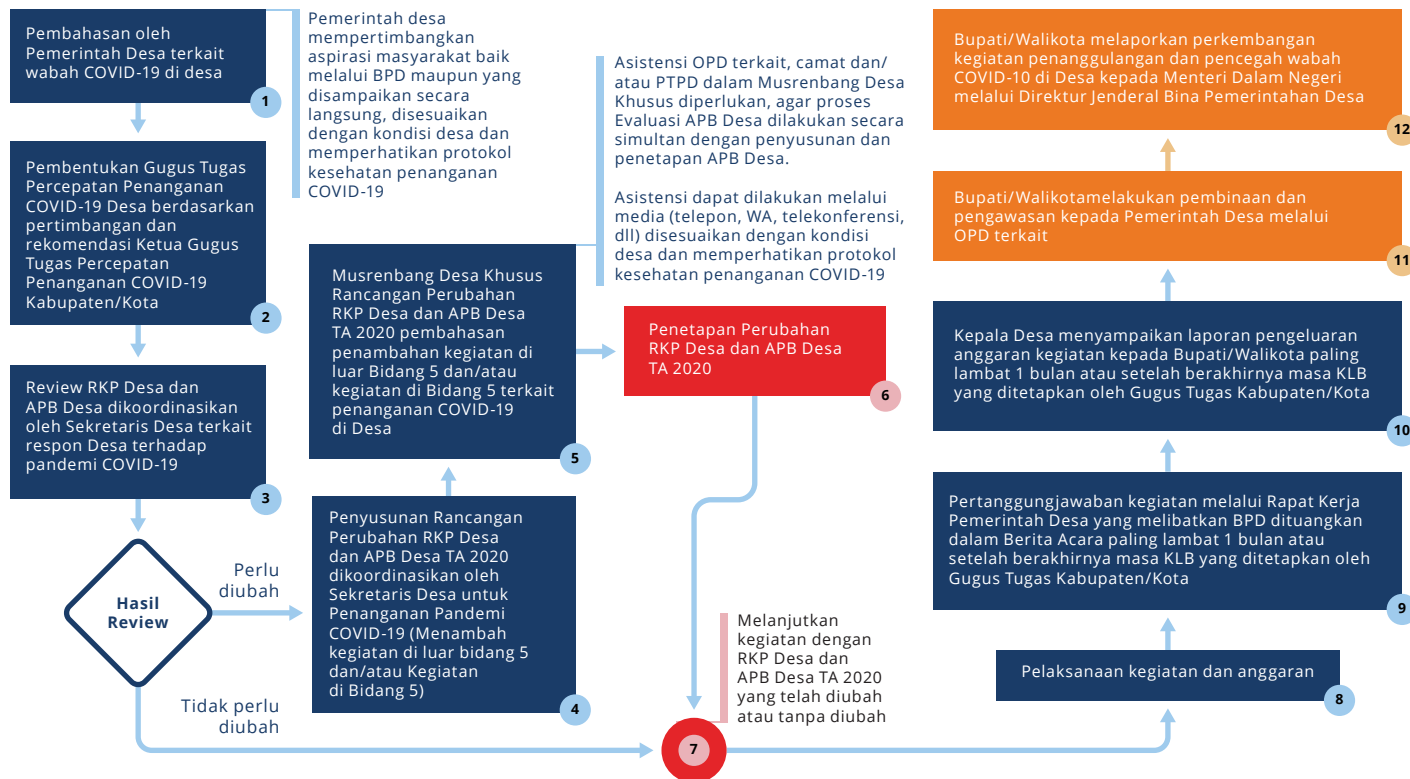 Pembahasan oleh
Pemerintah Desa terkait
wabah COVID-19 di desa
1
Pemerintah desa
mempertimbangkan
aspirasi masyarakat baik
melalui BPD maupun yang
disampaikan secara
langsung, disesuaikan
dengan kondisi desa dan
memperhatikan protokol
kesehatan penanganan
COVID-19
Pembentukan Gugus Tugas
Percepatan Penanganan
COVID-19 Desa berdasarkan
pertimbangan dan
rekomendasi Ketua Gugus
Tugas Percepatan
Penanganan COVID-19
Kabupaten/Kota
2
Review RKP Desa dan
APB Desa dikoordinasikan
oleh Sekretaris Desa terkait
respon Desa terhadap
pandemi COVID-19
3
Hasil
Review
Perlu
diubah
Tidak perlu
diubah
Penyusunan Rancangan
Perubahan RKP Desa
dan APB Desa TA 2020
dikoordinasikan oleh
Sekretaris Desa untuk
Penanganan Pandemi
COVID-19 (Menambah
kegiatan di luar bidang 5
dan/atau Kegiatan
di Bidang 5)
4
Musrenbang Desa Khusus
Rancangan Perubahan
RKP Desa dan APB Desa
TA 2020 pembahasan
penambahan kegiatan di
luar Bidang 5 dan/atau
kegiatan di Bidang 5 terkait
penanganan COVID-19
di Desa
5
Asistensi OPD terkait, camat dan/
atau PTPD dalam Musrenbang Desa
Khusus diperlukan, agar proses
Evaluasi APB Desa dilakukan secara
simultan dengan penyusunan dan
penetapan APB Desa.
Asistensi dapat dilakukan melalui
media (telepon, WA, telekonferensi,
dll) disesuaikan dengan kondisi
desa dan memperhatikan protokol
kesehatan penanganan COVID-19
Penetapan Perubahan
RKP Desa dan APB Desa
TA 2020
6
Melanjutkan
kegiatan dengan
RKP Desa dan
APB Desa TA 2020
yang telah diubah
atau tanpa diubah
7
Pelaksanaan kegiatan dan anggaran
8
Pertanggungjawaban kegiatan melalui Rapat Kerja
Pemerintah Desa yang melibatkan BPD dituangkan
dalam Berita Acara paling lambat 1 bulan atau
setelah berakhirnya masa KLB yang ditetapkan oleh
Gugus Tugas Kabupaten/Kota
9
Kepala Desa menyampaikan laporan pengeluaran
anggaran kegiatan kepada Bupati/Walikota paling
lambat 1 bulan atau setelah berakhirnya masa KLB
yang ditetapkan oleh Gugus Tugas Kabupaten/Kota
10
Bupati/Walikotamelakukan pembinaan dan
pengawasan kepada Pemerintah Desa melalui
OPD terkait
11
Bupati/Walikota melaporkan perkembangan
kegiatan penanggulangan dan pencegah wabah
COVID-10 di Desa kepada Menteri Dalam Negeri
melalui Direktur Jenderal Bina Pemerintahan Desa
12